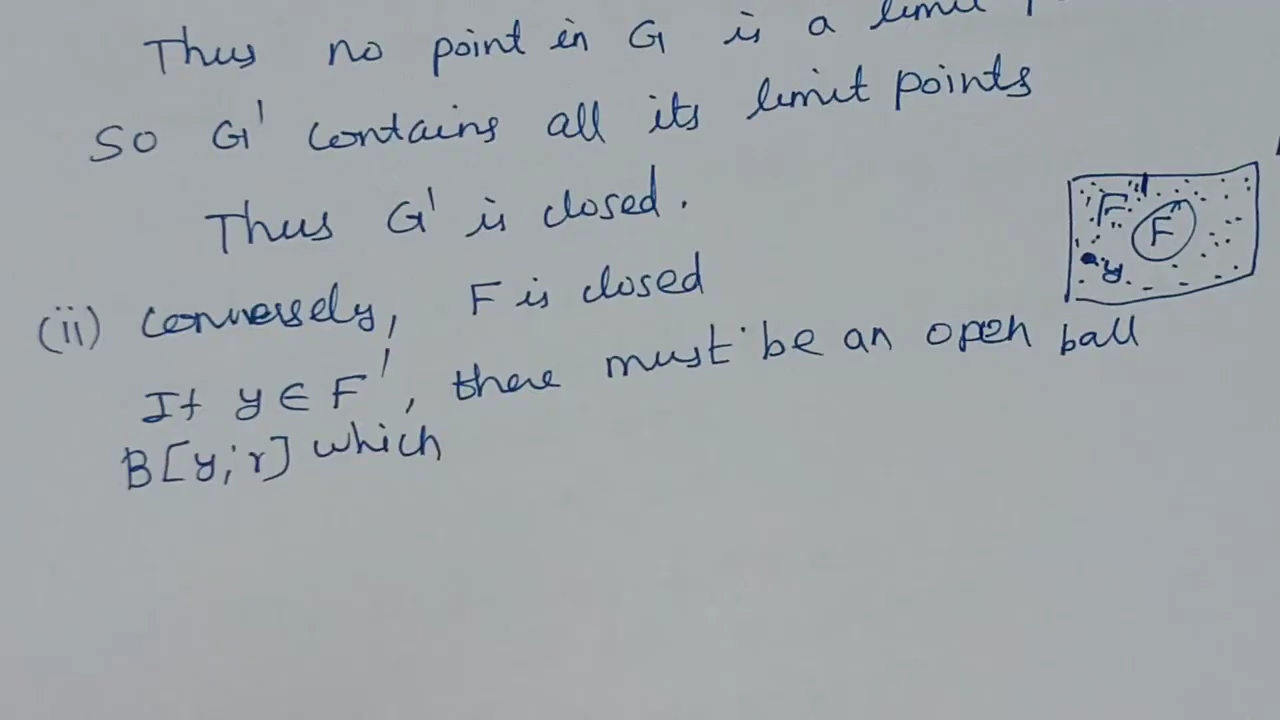 Thus no point in G is a limit
So G' contains all its limit points
Thus G' is closed.
(ii) Conversely, F is closed
If y ∈ F', there must be an open ball
B[y;r] which
F'
F
y